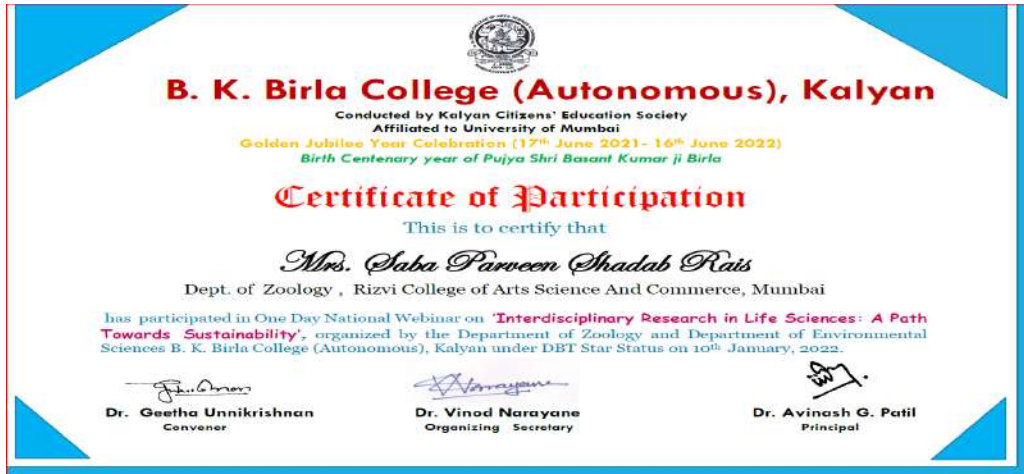 B. K. Birla College (Autonomous), Kalyan
Conducted by Kalyan Citizens' Education Society
Affiliated to University of Mumbai
Golden Jubilee Year Celebration (17th June 2021- 16th June 2022)
Birth Centenary year of Pujya Shri Basant Kumar ji Birla
Certificate of Participation
This is to certify that
Mrs. Saba Parveen Shadab Rais
Dept. of Zoology , Rizvi College of Arts Science And Commerce, Mumbai
has participated in One Day National Webinar on 'Interdisciplinary Research in Life Sciences: A Path
Towards Sustainability', organized by the Department of Zoology and Department of Environmental
Sciences B. K. Birla College (Autonomous), Kalyan under DBT Star Status on 10th January, 2022.
Dr. Geetha Unnikrishnan Dr. Vinod Narayane Dr. Avinash G. Patil
Convener Organizing Secretary Principal